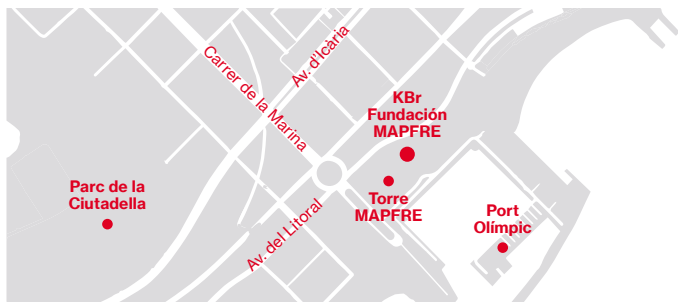 Carrer de la Marina
Av. d'Icària
KBr
Fundación
MAPFRE
Parc de la
Ciutadella
Torre
MAPFRE
Av. del Litoral
Port
Olímpic